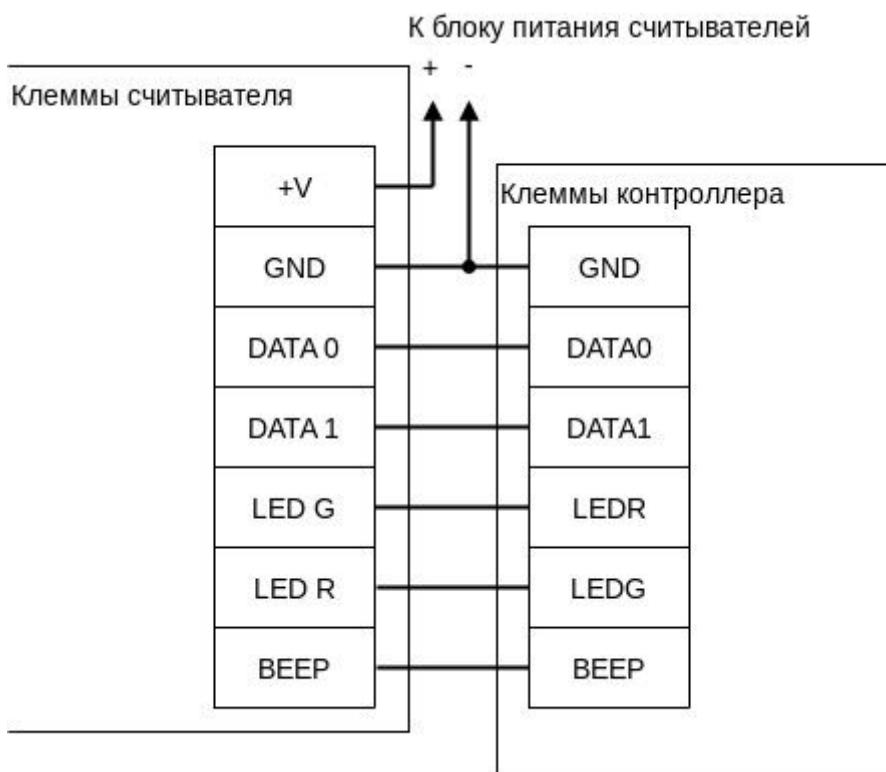 К блоку питания считывателей
+ -
Клеммы считывателя
+V
Клеммы контроллера
GND GND
DATA 0 DATA0
DATA 1 DATA1
LED G LEDR
LED R LEDG
BEEP BEEP